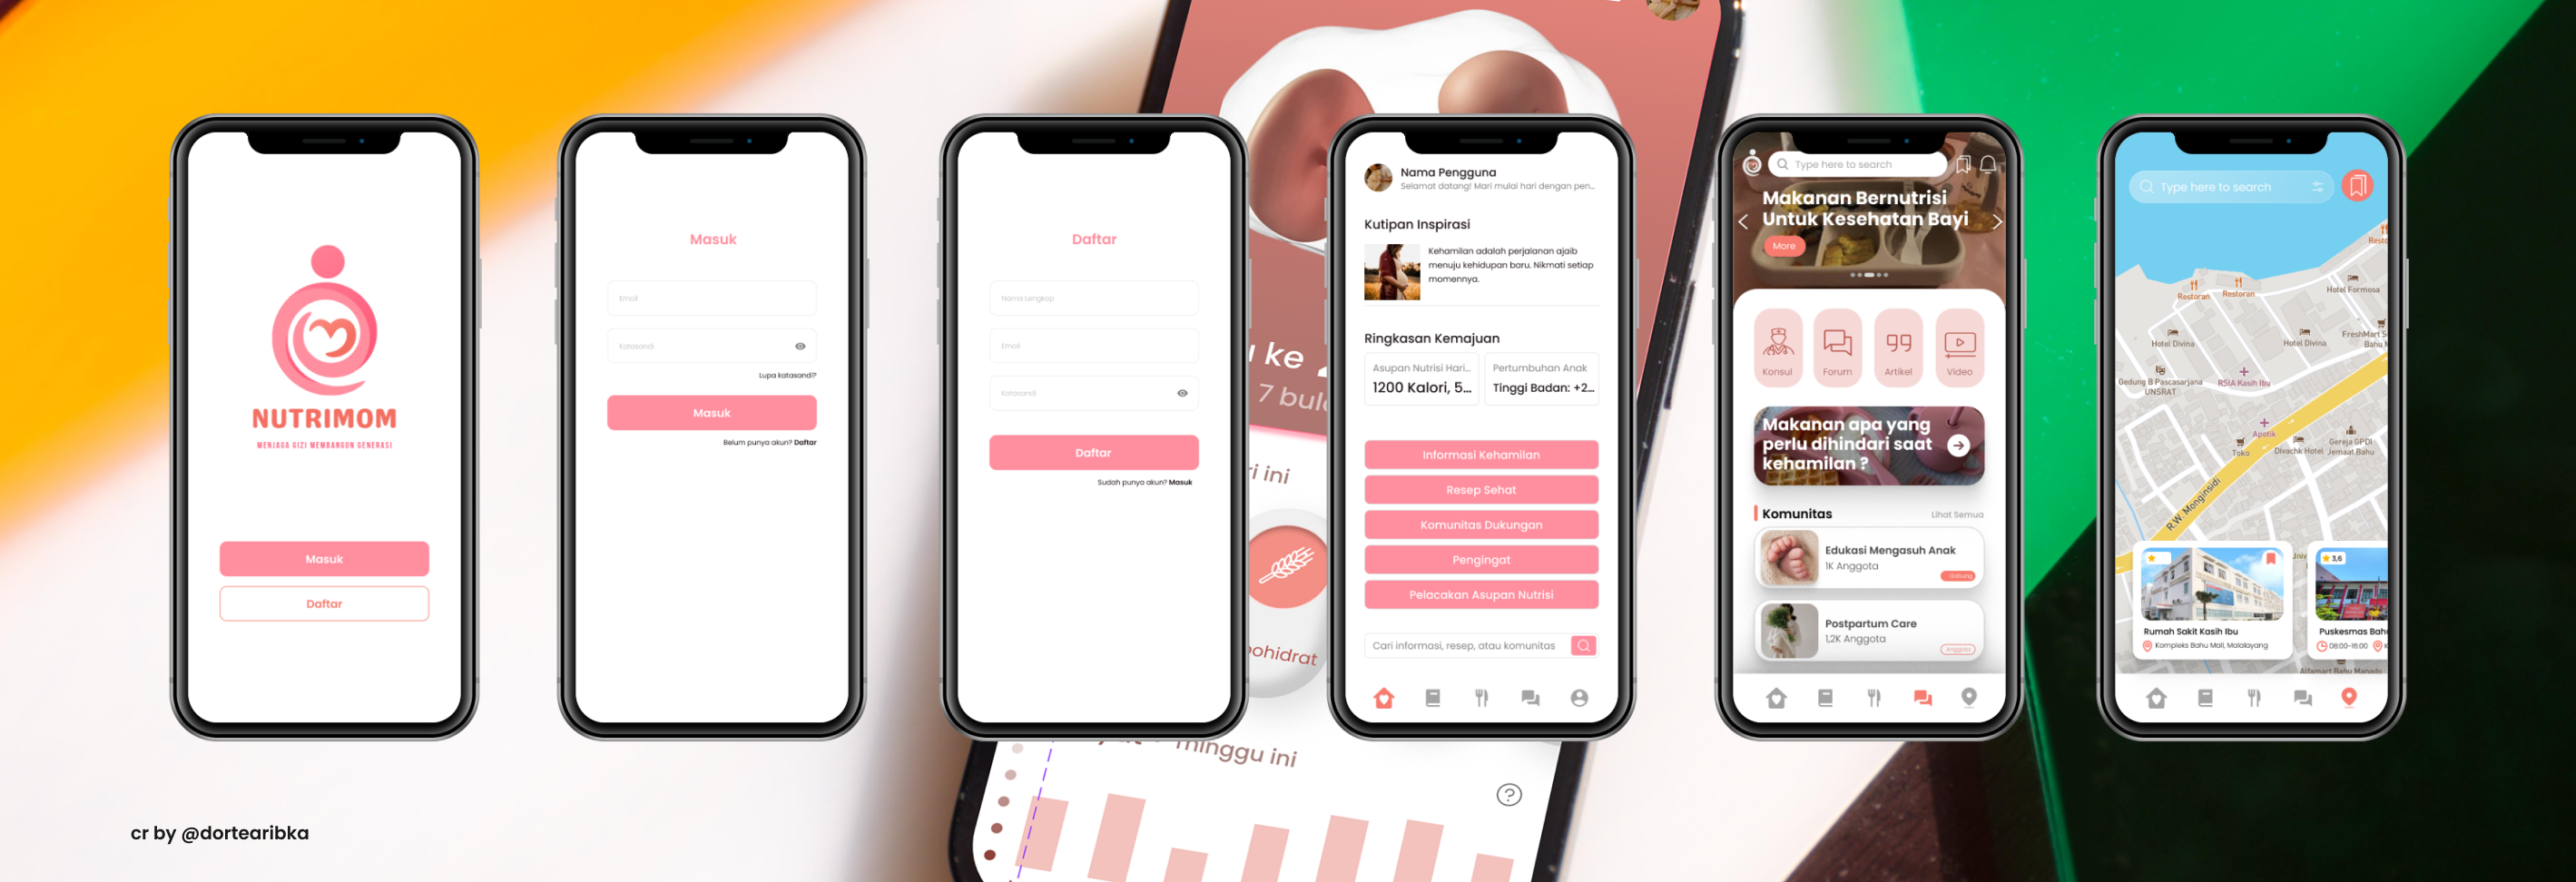 NUTRIMOM
MENJAGA GIZI MEMBANGUN GENERASI
Masuk
Daftar
Masuk
Email
Katasandi
Lupa katasandi?
Masuk
Belum punya akun? Daftar
Daftar
Nama Lengkap
Email
Katasandi
Daftar
Sudah punya akun? Masuk
Nama Pengguna
Selamat datang! Mari mulai hari dengan pen...
Kutipan Inspirasi
Kehamilan adalah perjalanan ajaib
menuju kehidupan baru. Nikmati setiap
momennya.
Ringkasan Kemajuan
Asupan Nutrisi Hari...
1200 Kalori, 5...
Pertumbuhan Anak
Tinggi Badan: +2...
Informasi Kehamilan
Resep Sehat
Komunitas Dukungan
Pengingat
Pelacakan Asupan Nutrisi
Cari informasi, resep, atau komunitas
Type here to search
Makanan Bernutrisi
Untuk Kesehatan Bayi
More
Konsul
Forum
Artikel
Video
Makanan apa yang
perlu dihindari saat
kehamilan ?
Komunitas
Lihat Semua
Edukasi Mengasuh Anak
1K Anggota
Gabung
Postpartum Care
1,2K Anggota
Anggota
Type here to search
Resto
Restoran
Restoran
Hotel Formosa
Hotel Divina
Hotel Divina
FreshMart S
Bahu
Gedung B Pascasarjana
UNSRAT
RSIA Kasih Ibu
Apotik
Toko
Divachk Hotel
Gereja GPDI
Jemaat Bahu
R.W. Monginsidi
Univ
3,6
Rumah Sakit Kasih Ibu
Kompleks Bahu Mall, Malalayang
Puskesmas Bah
08:00-16:00
Alfamart Bahu Manado
ke
7 bul
ri ini
bohidrat
minggu ini
?
cr by @dortearibka